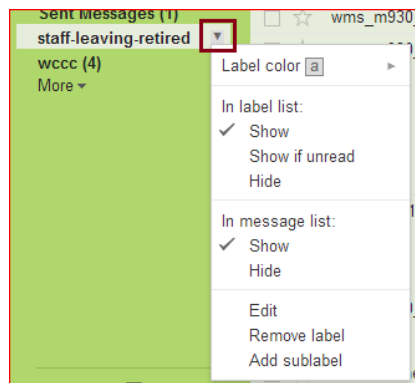 Sent Messages (1)
wms_m930_
staff-leaving-retired
wccc (4)
More
Label color a
In label list:
Show
Show if unread
Hide
In message list:
Show
Hide
Edit
Remove label
Add sublabel